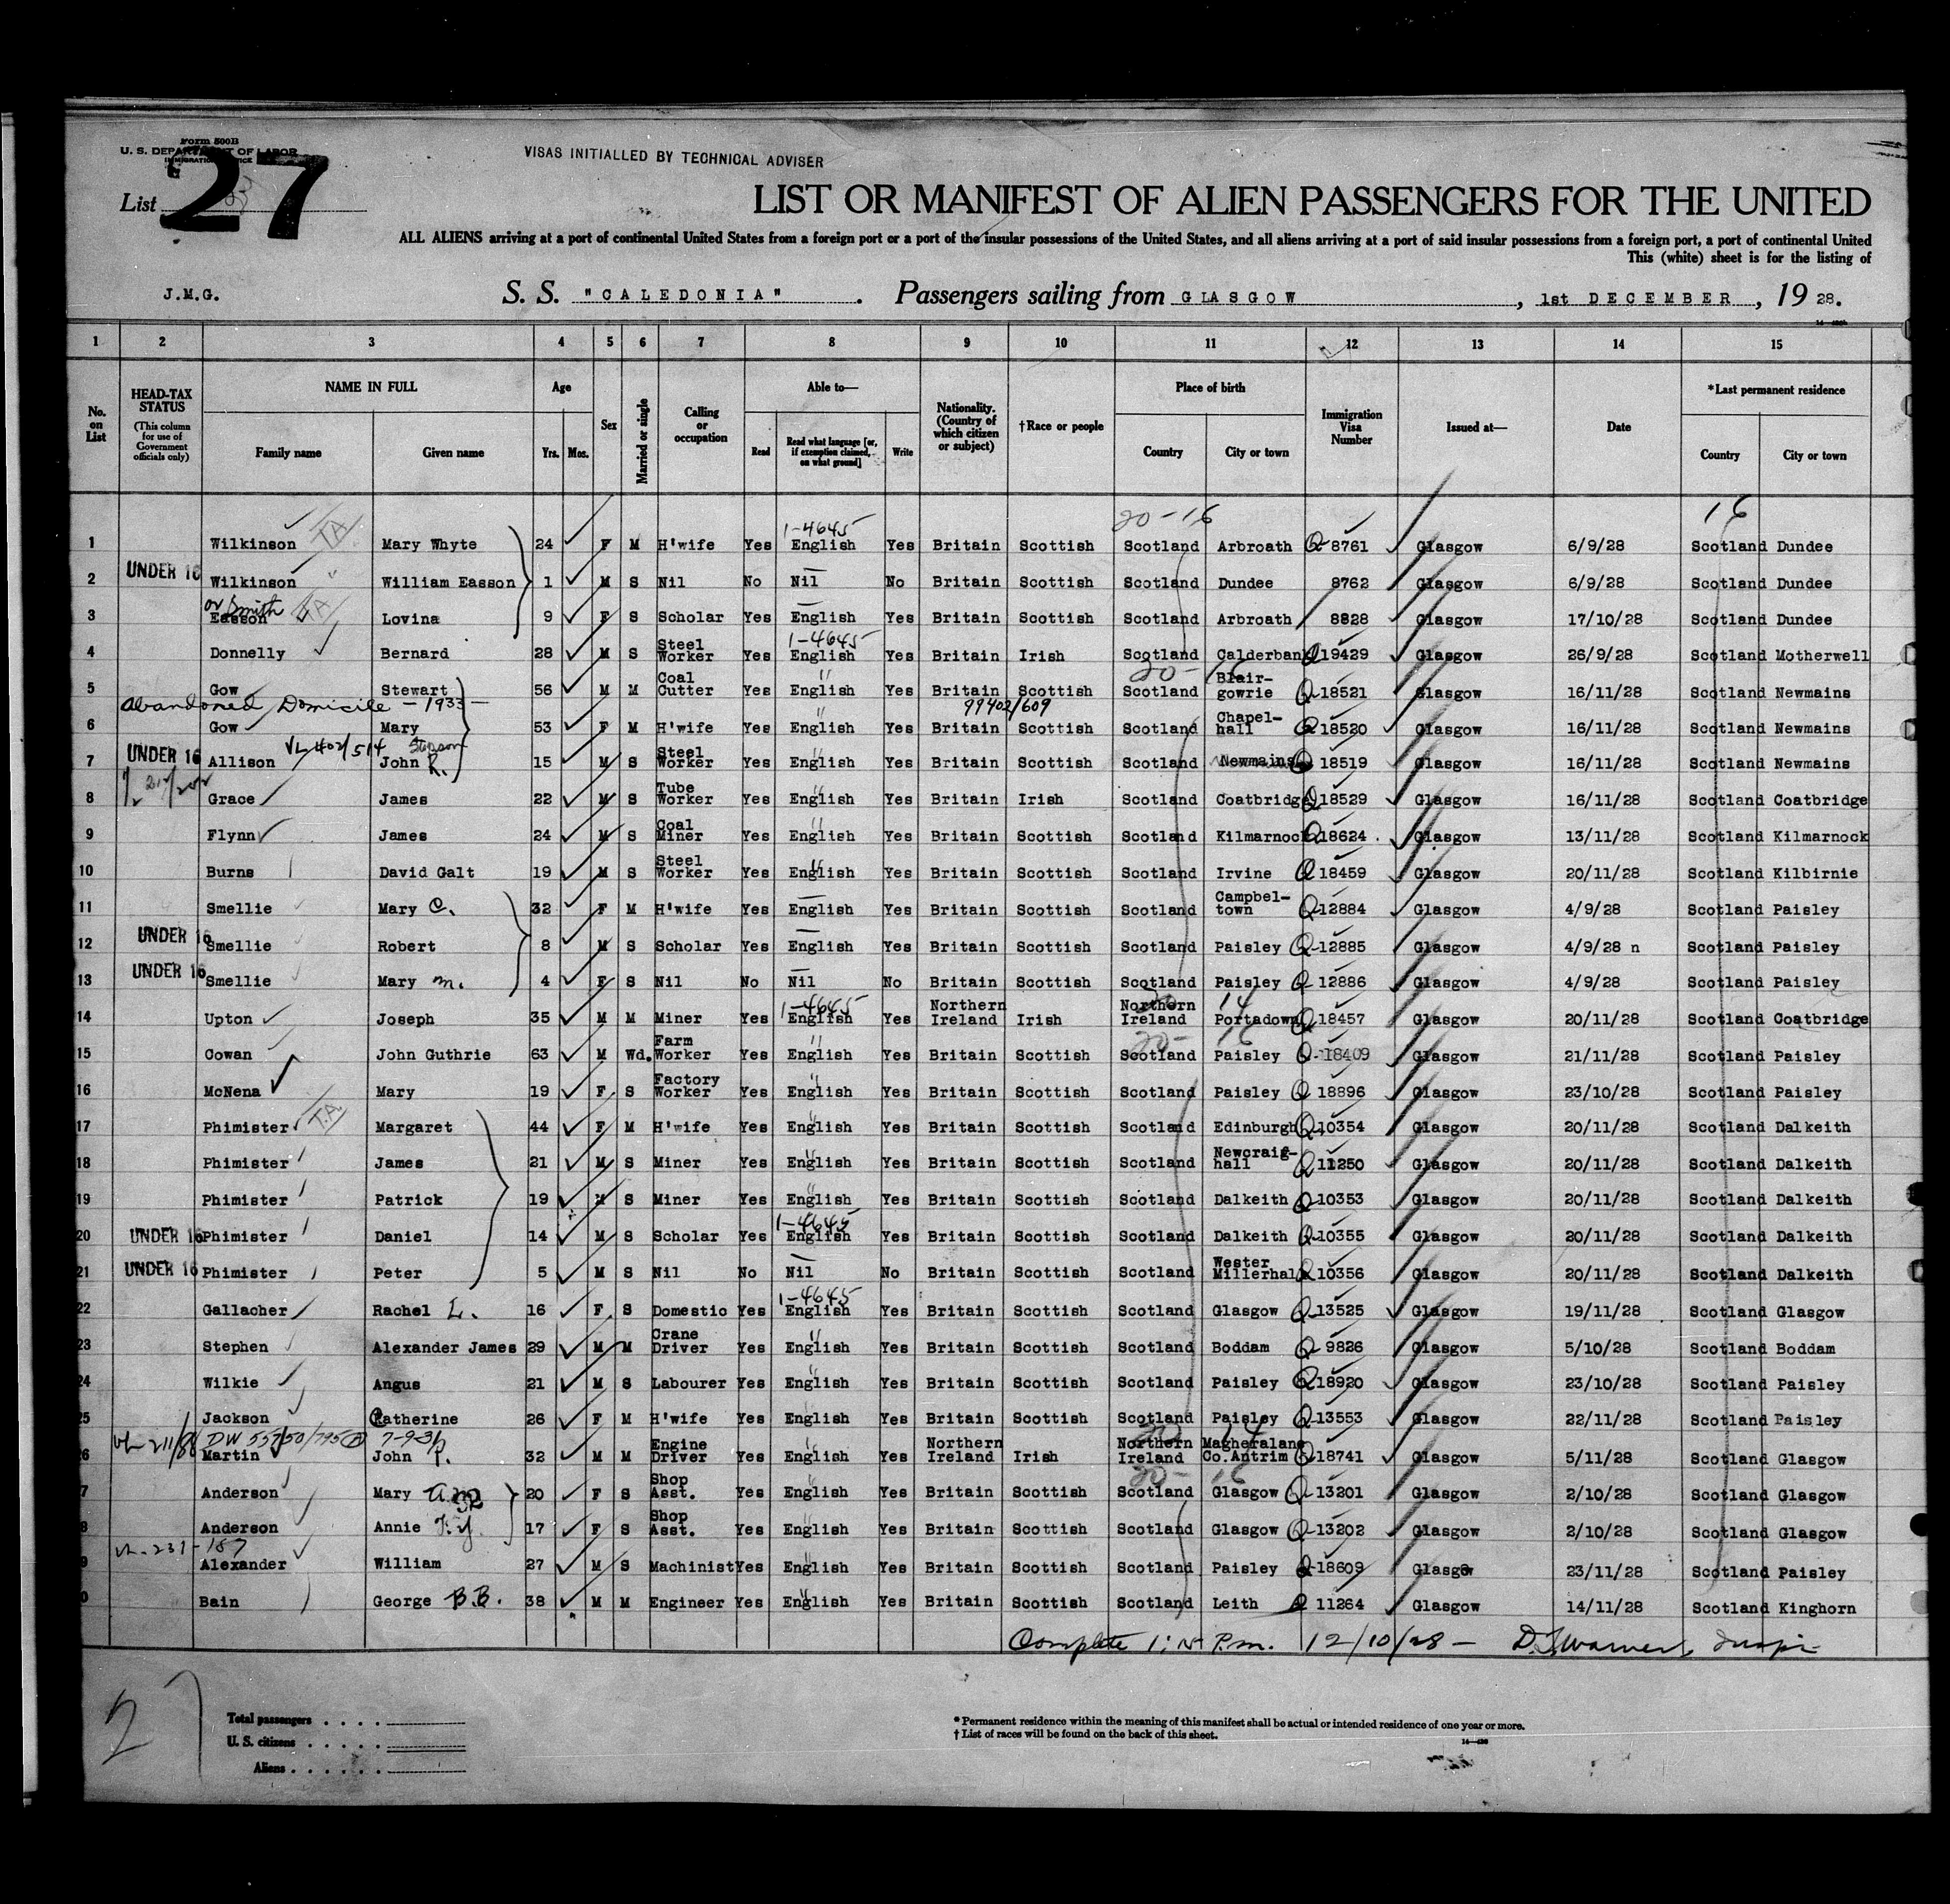 Form 500B
U. S. DEPARTMENT OF LABOR
IMMIGRATION SERVICE
VISAS INITIALLED BY TECHNICAL ADVISER
List 27
LIST OR MANIFEST OF ALIEN PASSENGERS FOR THE UNITED
ALL ALIENS arriving at a port of continental United States from a foreign port or a port of the insular possessions of the United States, and all aliens arriving at a port of said insular possessions from a foreign port, a port of continental United
This (white) sheet is for the listing of
J.M.G. S. S. "CALEDONIA". Passengers sailing from GLASGOW, 1st DECEMBER, 19 28.
1 2 3 4 5 6 7 8 9 10 11 12 13 14 15
No. on List HEAD-TAX STATUS (This column for use of Government officials only) NAME IN FULL Family name Given name Age Yrs. Mos. Sex Married or single Calling or occupation Able to— Read Read what language [or, if exemption claimed, on what ground] Write Nationality. (Country of which citizen or subject) †Race or people Place of birth Country City or town Immigration Visa Number Issued at— Date *Last permanent residence Country City or town
20-16 16
1-4645
1 Wilkinson TA Mary Whyte 24 F M H'wife Yes English Yes Britain Scottish Scotland Arbroath Q 8761 Glasgow 6/9/28 Scotland Dundee
2 UNDER 16 Wilkinson William Easson 1 M S Nil No Nil No Britain Scottish Scotland Dundee 8762 Glasgow 6/9/28 Scotland Dundee
or Smith TA
3 Easson Lovina 9 F S Scholar Yes English Yes Britain Scottish Scotland Arbroath 8828 Glasgow 17/10/28 Scotland Dundee
1-4645
4 Donnelly Bernard 28 M S Steel Worker Yes English Yes Britain Irish Scotland Calderbank Q 19429 Glasgow 26/9/28 Scotland Motherwell
20-16
5 Gow Stewart 56 M M Coal Cutter Yes English Yes Britain Scottish Scotland Blair-gowrie Q 18521 Glasgow 16/11/28 Scotland Newmains
Abandoned Domicile - 1933 - 99402/609
6 Gow Mary 53 F M H'wife Yes English Yes Britain Scottish Scotland Chapel-hall Q 18520 Glasgow 16/11/28 Scotland Newmains
VL 402/514
7 UNDER 16 Allison John R. 15 M S Steel Worker Yes English Yes Britain Scottish Scotland Newmains 18519 Glasgow 16/11/28 Scotland Newmains
8 Grace James 22 M S Tube Worker Yes English Yes Britain Irish Scotland Coatbridge Q 18529 Glasgow 16/11/28 Scotland Coatbridge
9 Flynn James 24 M S Coal Miner Yes English Yes Britain Scottish Scotland Kilmarnock Q 18624 Glasgow 13/11/28 Scotland Kilmarnock
10 Burns David Galt 19 M S Steel Worker Yes English Yes Britain Scottish Scotland Irvine Q 18459 Glasgow 20/11/28 Scotland Kilbirnie
11 Smellie Mary C. 32 F M H'wife Yes English Yes Britain Scottish Scotland Campbel-town Q 12884 Glasgow 4/9/28 Scotland Paisley
12 UNDER 16 Smellie Robert 8 M S Scholar Yes English Yes Britain Scottish Scotland Paisley Q 12885 Glasgow 4/9/28 n Scotland Paisley
13 UNDER 16 Smellie Mary M. 4 F S Nil No Nil No Britain Scottish Scotland Paisley Q 12886 Glasgow 4/9/28 Scotland Paisley
1-4645 20 14
14 Upton Joseph 35 M M Miner Yes English Yes Northern Ireland Irish Northern Ireland Portadown Q 18457 Glasgow 20/11/28 Scotland Coatbridge
20-16
15 Cowan John Guthrie 63 M Wd. Farm Worker Yes English Yes Britain Scottish Scotland Paisley Q 18409 Glasgow 21/11/28 Scotland Paisley
16 McNena Mary 19 F S Factory Worker Yes English Yes Britain Scottish Scotland Paisley Q 18896 Glasgow 23/10/28 Scotland Paisley
17 Phimister T.A. Margaret 44 F M H'wife Yes English Yes Britain Scottish Scotland Edinburgh Q 10354 Glasgow 20/11/28 Scotland Dalkeith
18 Phimister James 21 M S Miner Yes English Yes Britain Scottish Scotland Newcraig-hall Q 11250 Glasgow 20/11/28 Scotland Dalkeith
19 Phimister Patrick 19 M S Miner Yes English Yes Britain Scottish Scotland Dalkeith Q 10353 Glasgow 20/11/28 Scotland Dalkeith
1-4645
20 UNDER 16 Phimister Daniel 14 M S Scholar Yes English Yes Britain Scottish Scotland Dalkeith Q 10355 Glasgow 20/11/28 Scotland Dalkeith
21 UNDER 16 Phimister Peter 5 M S Nil No Nil No Britain Scottish Scotland Wester Millerhall Q 10356 Glasgow 20/11/28 Scotland Dalkeith
1-4645
22 Gallacher Rachel L. 16 F S Domestic Yes English Yes Britain Scottish Scotland Glasgow Q 13525 Glasgow 19/11/28 Scotland Glasgow
23 Stephen Alexander James 29 M M Crane Driver Yes English Yes Britain Scottish Scotland Boddam Q 9826 Glasgow 5/10/28 Scotland Boddam
24 Wilkie Angus 21 M S Labourer Yes English Yes Britain Scottish Scotland Paisley Q 18920 Glasgow 23/10/28 Scotland Paisley
25 Jackson Catherine 26 F M H'wife Yes English Yes Britain Scottish Scotland Paisley Q 13553 Glasgow 22/11/28 Scotland Paisley
20 14
6 Martin John P. 32 M M Engine Driver Yes English Yes Northern Ireland Irish Northern Ireland Magheralane Co.Antrim Q 18741 Glasgow 5/11/28 Scotland Glasgow
20-16
7 Anderson Mary 20 F S Shop Asst. Yes English Yes Britain Scottish Scotland Glasgow Q 13201 Glasgow 2/10/28 Scotland Glasgow
8 Anderson Annie 17 F S Shop Asst. Yes English Yes Britain Scottish Scotland Glasgow Q 13202 Glasgow 2/10/28 Scotland Glasgow
9 Alexander William 27 M S Machinist Yes English Yes Britain Scottish Scotland Paisley Q 18609 Glasgow 23/11/28 Scotland Paisley
0 Bain George B.B. 38 M M Engineer Yes English Yes Britain Scottish Scotland Leith Q 11264 Glasgow 14/11/28 Scotland Kinghorn
Complete P.m. 12/10/28 -
27
Total passengers . . . .
U. S. citizens . . . . .
Aliens . . . . . .
* Permanent residence within the meaning of this manifest shall be actual or intended residence of one year or more.
† List of races will be found on the back of this sheet.